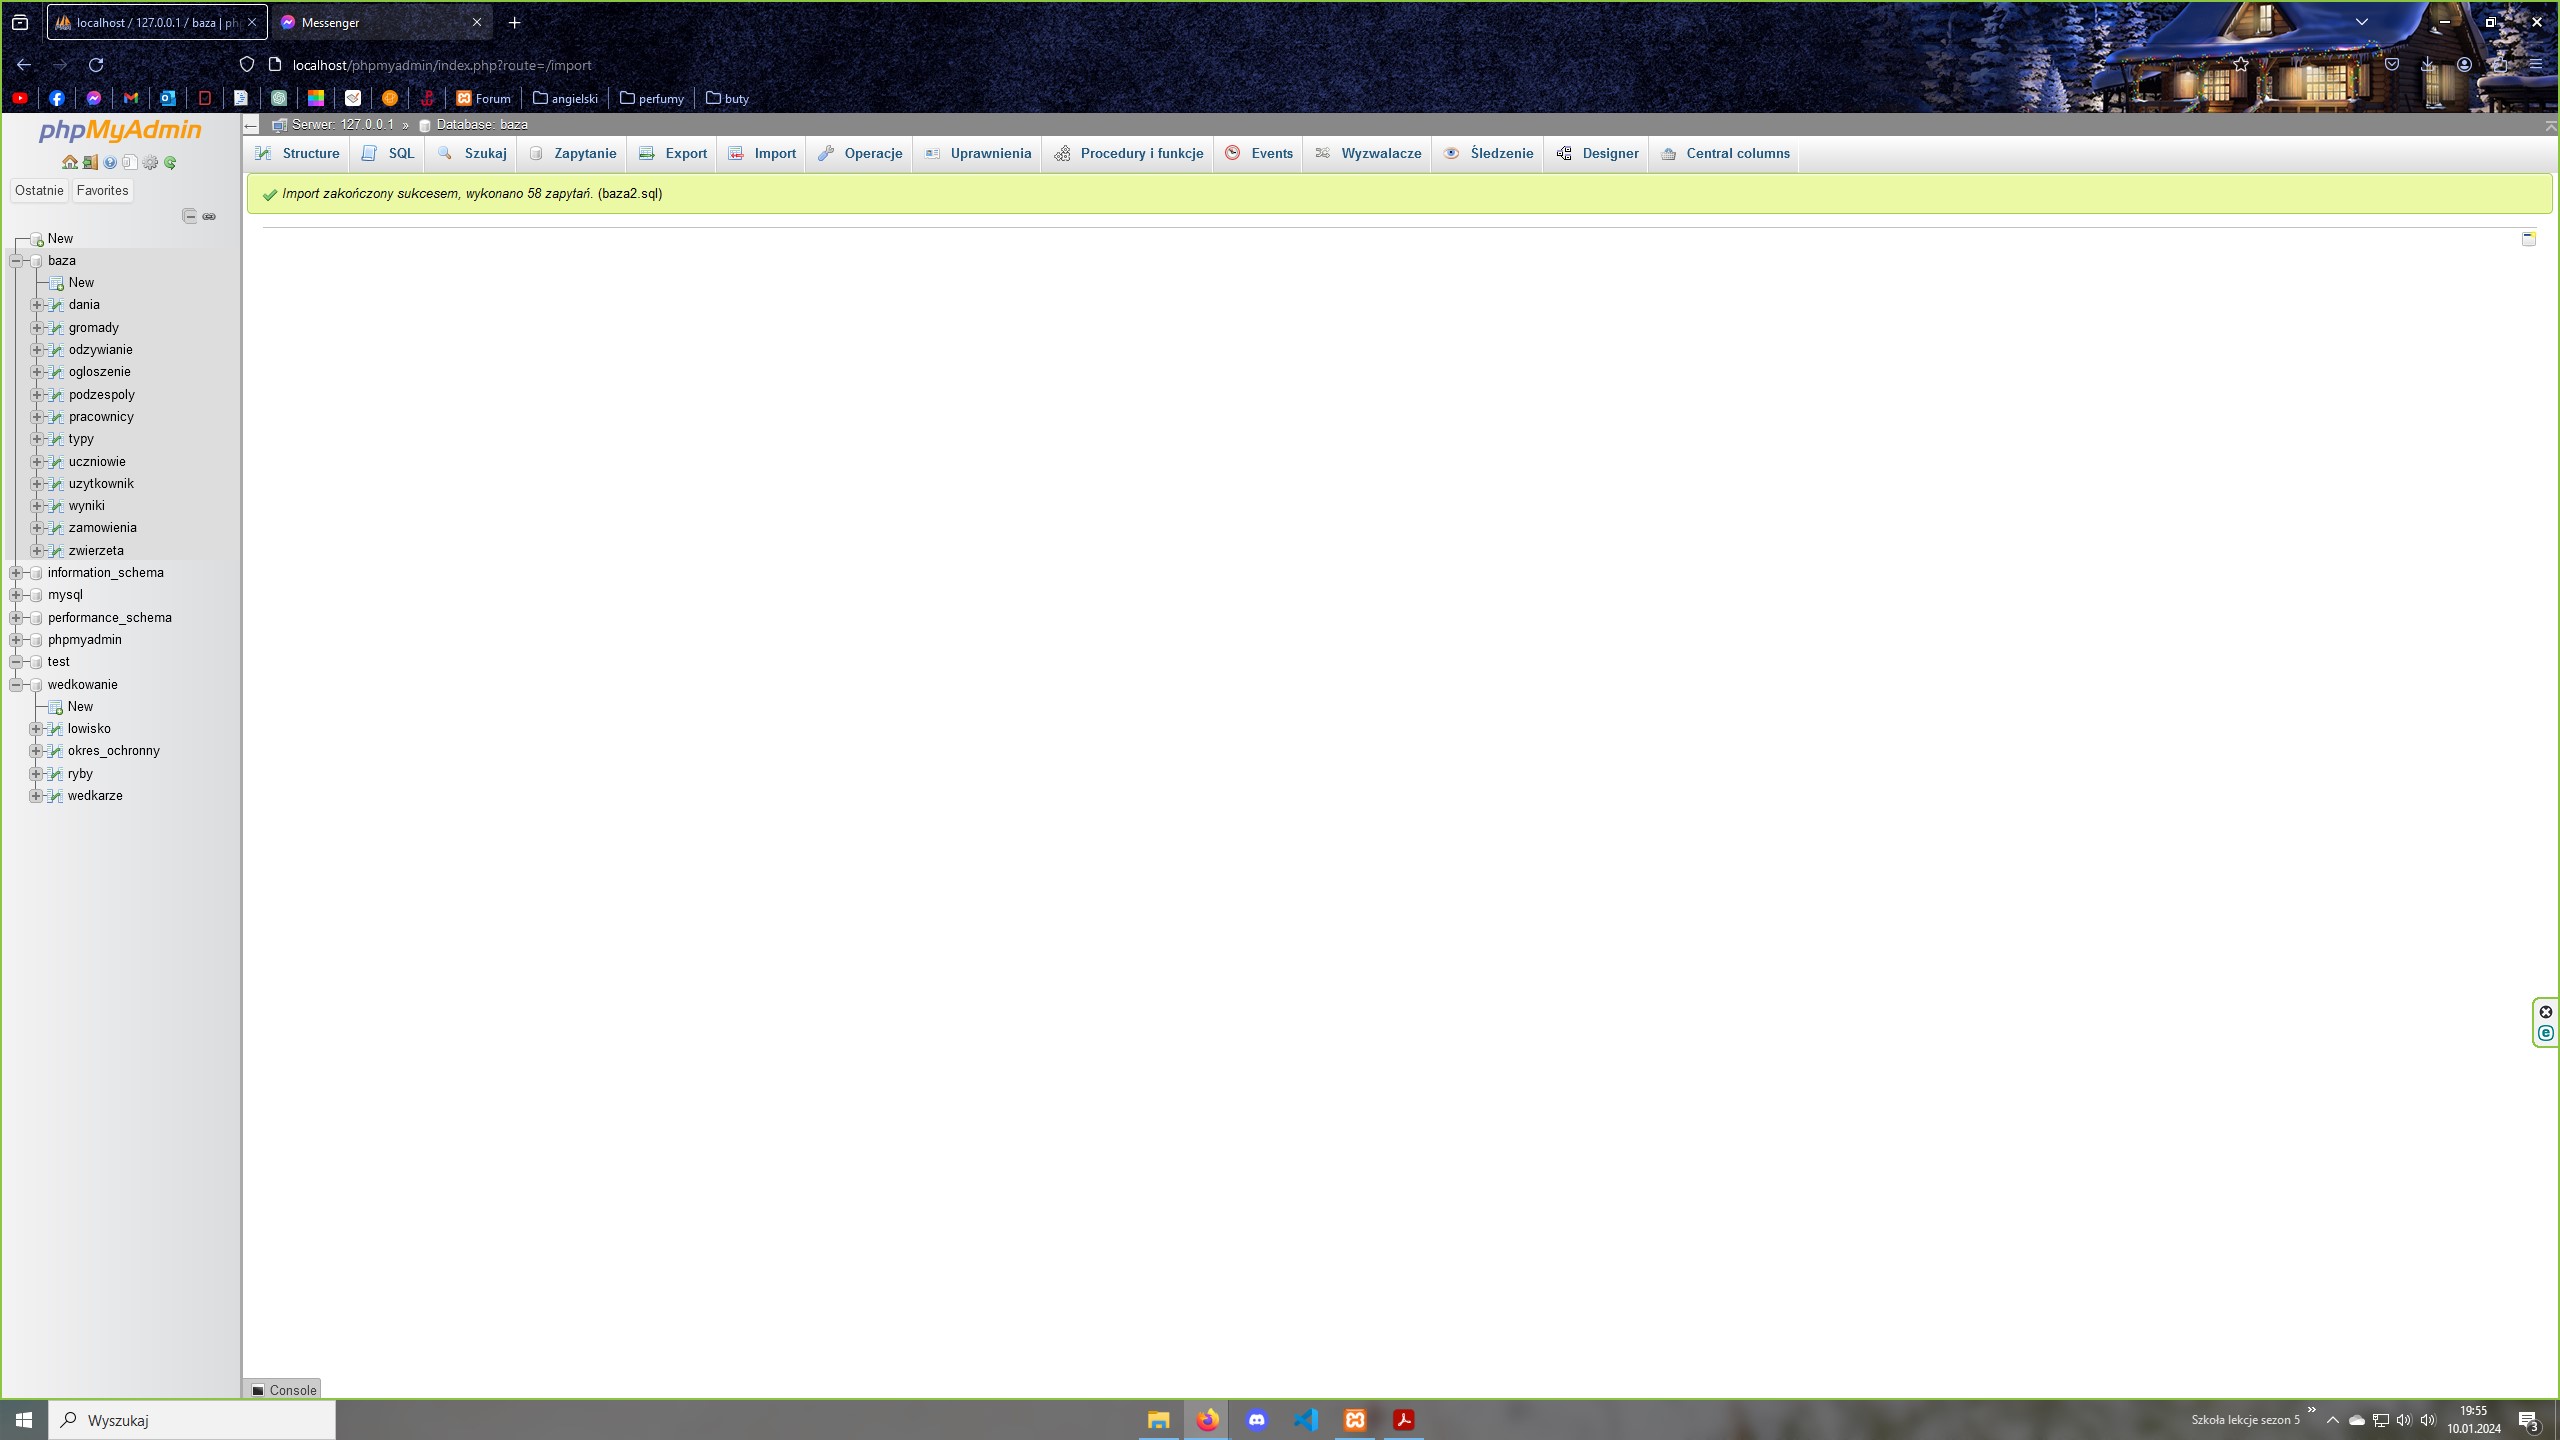 localhost / 127.0.0.1 / baza | ph
Messenger
localhost/phpmyadmin/index.php?route=/import
Forum
angielski
perfumy
buty
phpMyAdmin
Ostatnie
Favorites
New
baza
New
dania
gromady
odzywianie
ogloszenie
podzespoly
pracownicy
typy
uczniowie
uzytkownik
wyniki
zamowienia
zwierzeta
information_schema
mysql
performance_schema
phpmyadmin
test
wedkowanie
New
lowisko
okres_ochronny
ryby
wedkarze
Serwer: 127.0.0.1 » Database: baza
Structure
SQL
Szukaj
Zapytanie
Export
Import
Operacje
Uprawnienia
Procedury i funkcje
Events
Wyzwalacze
Śledzenie
Designer
Central columns
Import zakończony sukcesem, wykonano 58 zapytań. (baza2.sql)
Console
Wyszukaj
Szkoła lekcje sezon 5
19:55
10.01.2024
3